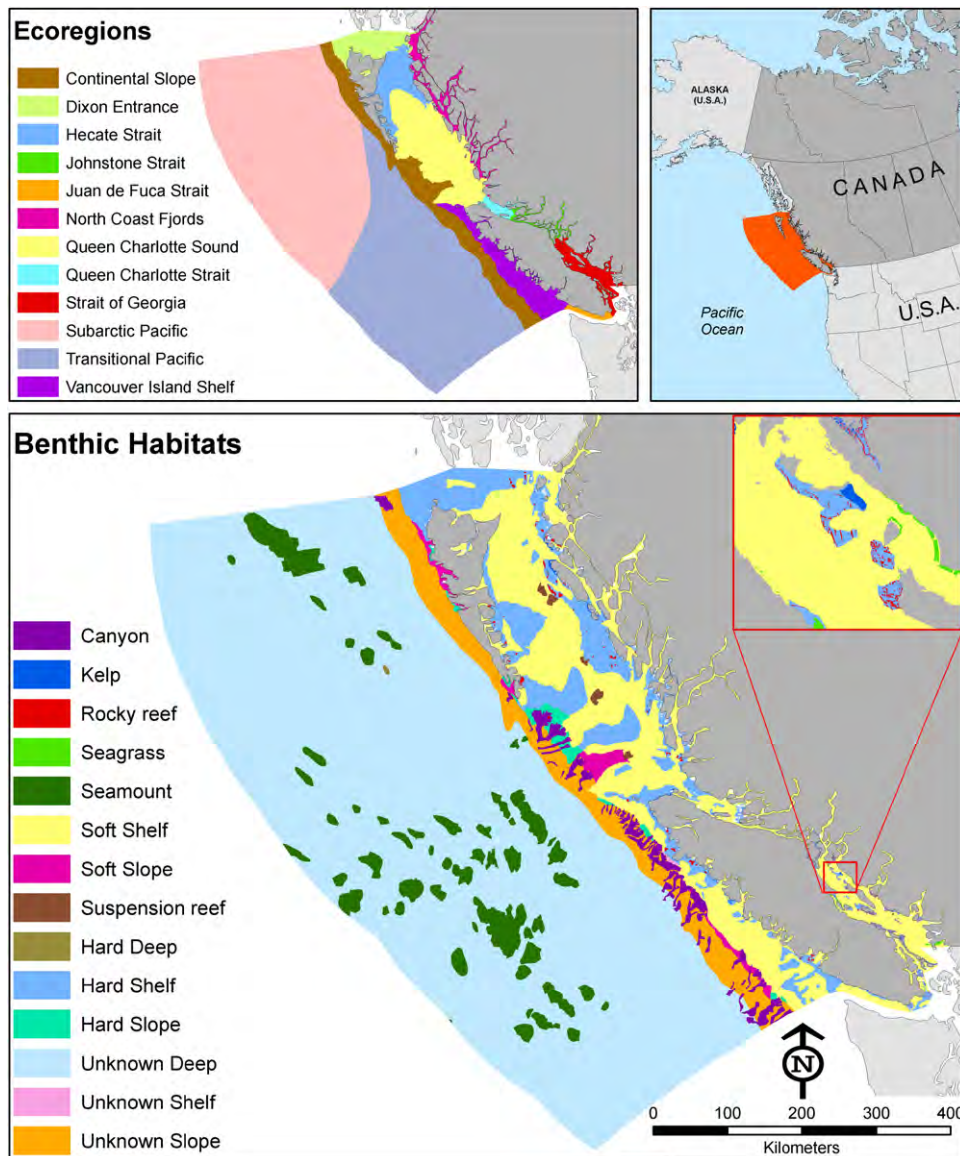 Ecoregions
Continental Slope
Dixon Entrance
Hecate Strait
Johnstone Strait
Juan de Fuca Strait
North Coast Fjords
Queen Charlotte Sound
Queen Charlotte Strait
Strait of Georgia
Subarctic Pacific
Transitional Pacific
Vancouver Island Shelf
ALASKA
(U.S.A.)
CANADA
U.S.A.
Pacific
Ocean
Benthic Habitats
Canyon
Kelp
Rocky reef
Seagrass
Seamount
Soft Shelf
Soft Slope
Suspension reef
Hard Deep
Hard Shelf
Hard Slope
Unknown Deep
Unknown Shelf
Unknown Slope
N
0 100 200 300 400
Kilometers